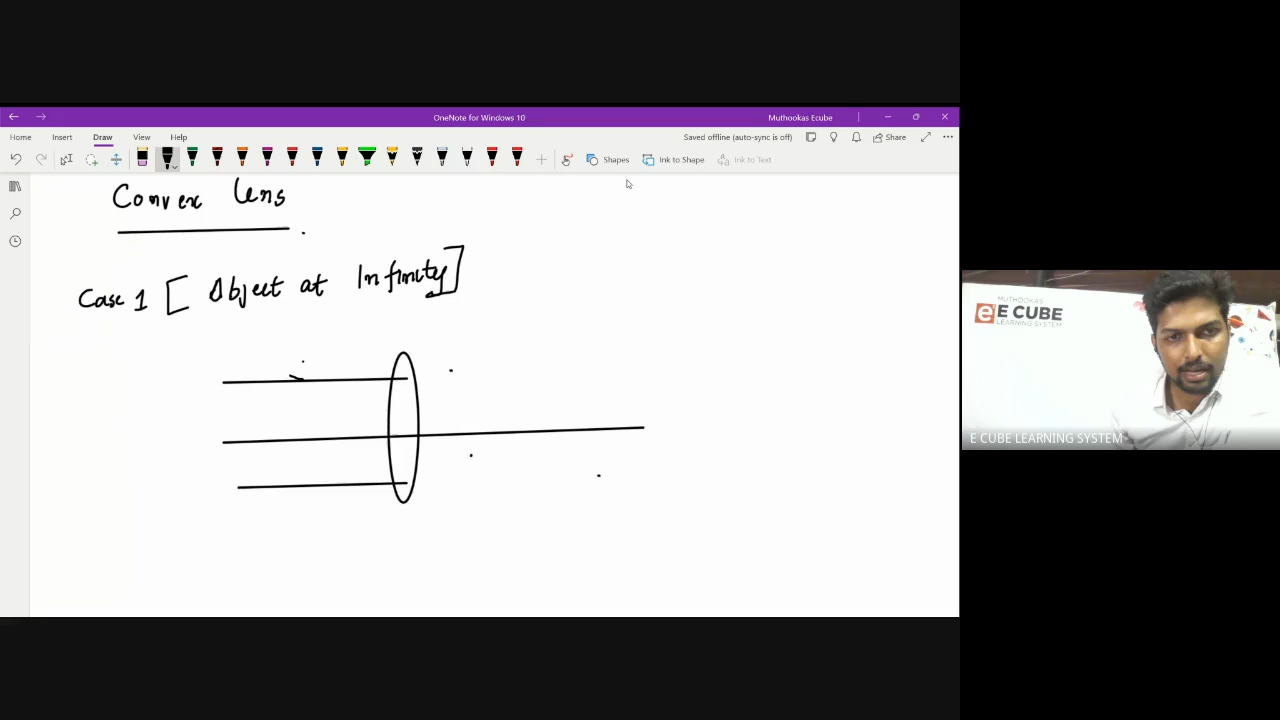 OneNote for Windows 10
Muthookas Ecube
Home Insert Draw View Help
Saved offline (auto-sync is off)
Share
Shapes
Ink to Shape
Ink to Text
Convex lens
Case 1 [ Object at Infinity]
MUTHOOKAS
e E CUBE
LEARNING SYSTEM
E CUBE LEARNING SYSTEM